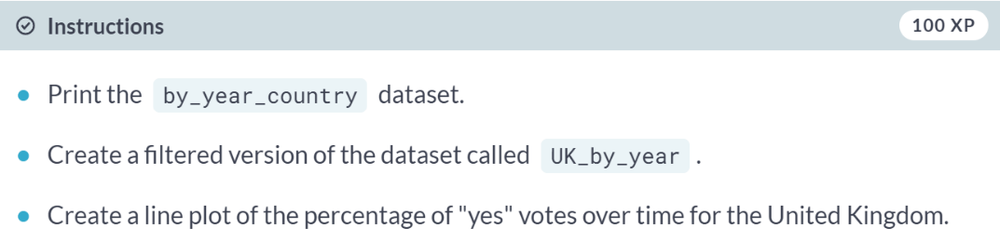 Instructions 100 XP
Print the by_year_country dataset.
Create a filtered version of the dataset called UK_by_year .
Create a line plot of the percentage of "yes" votes over time for the United Kingdom.